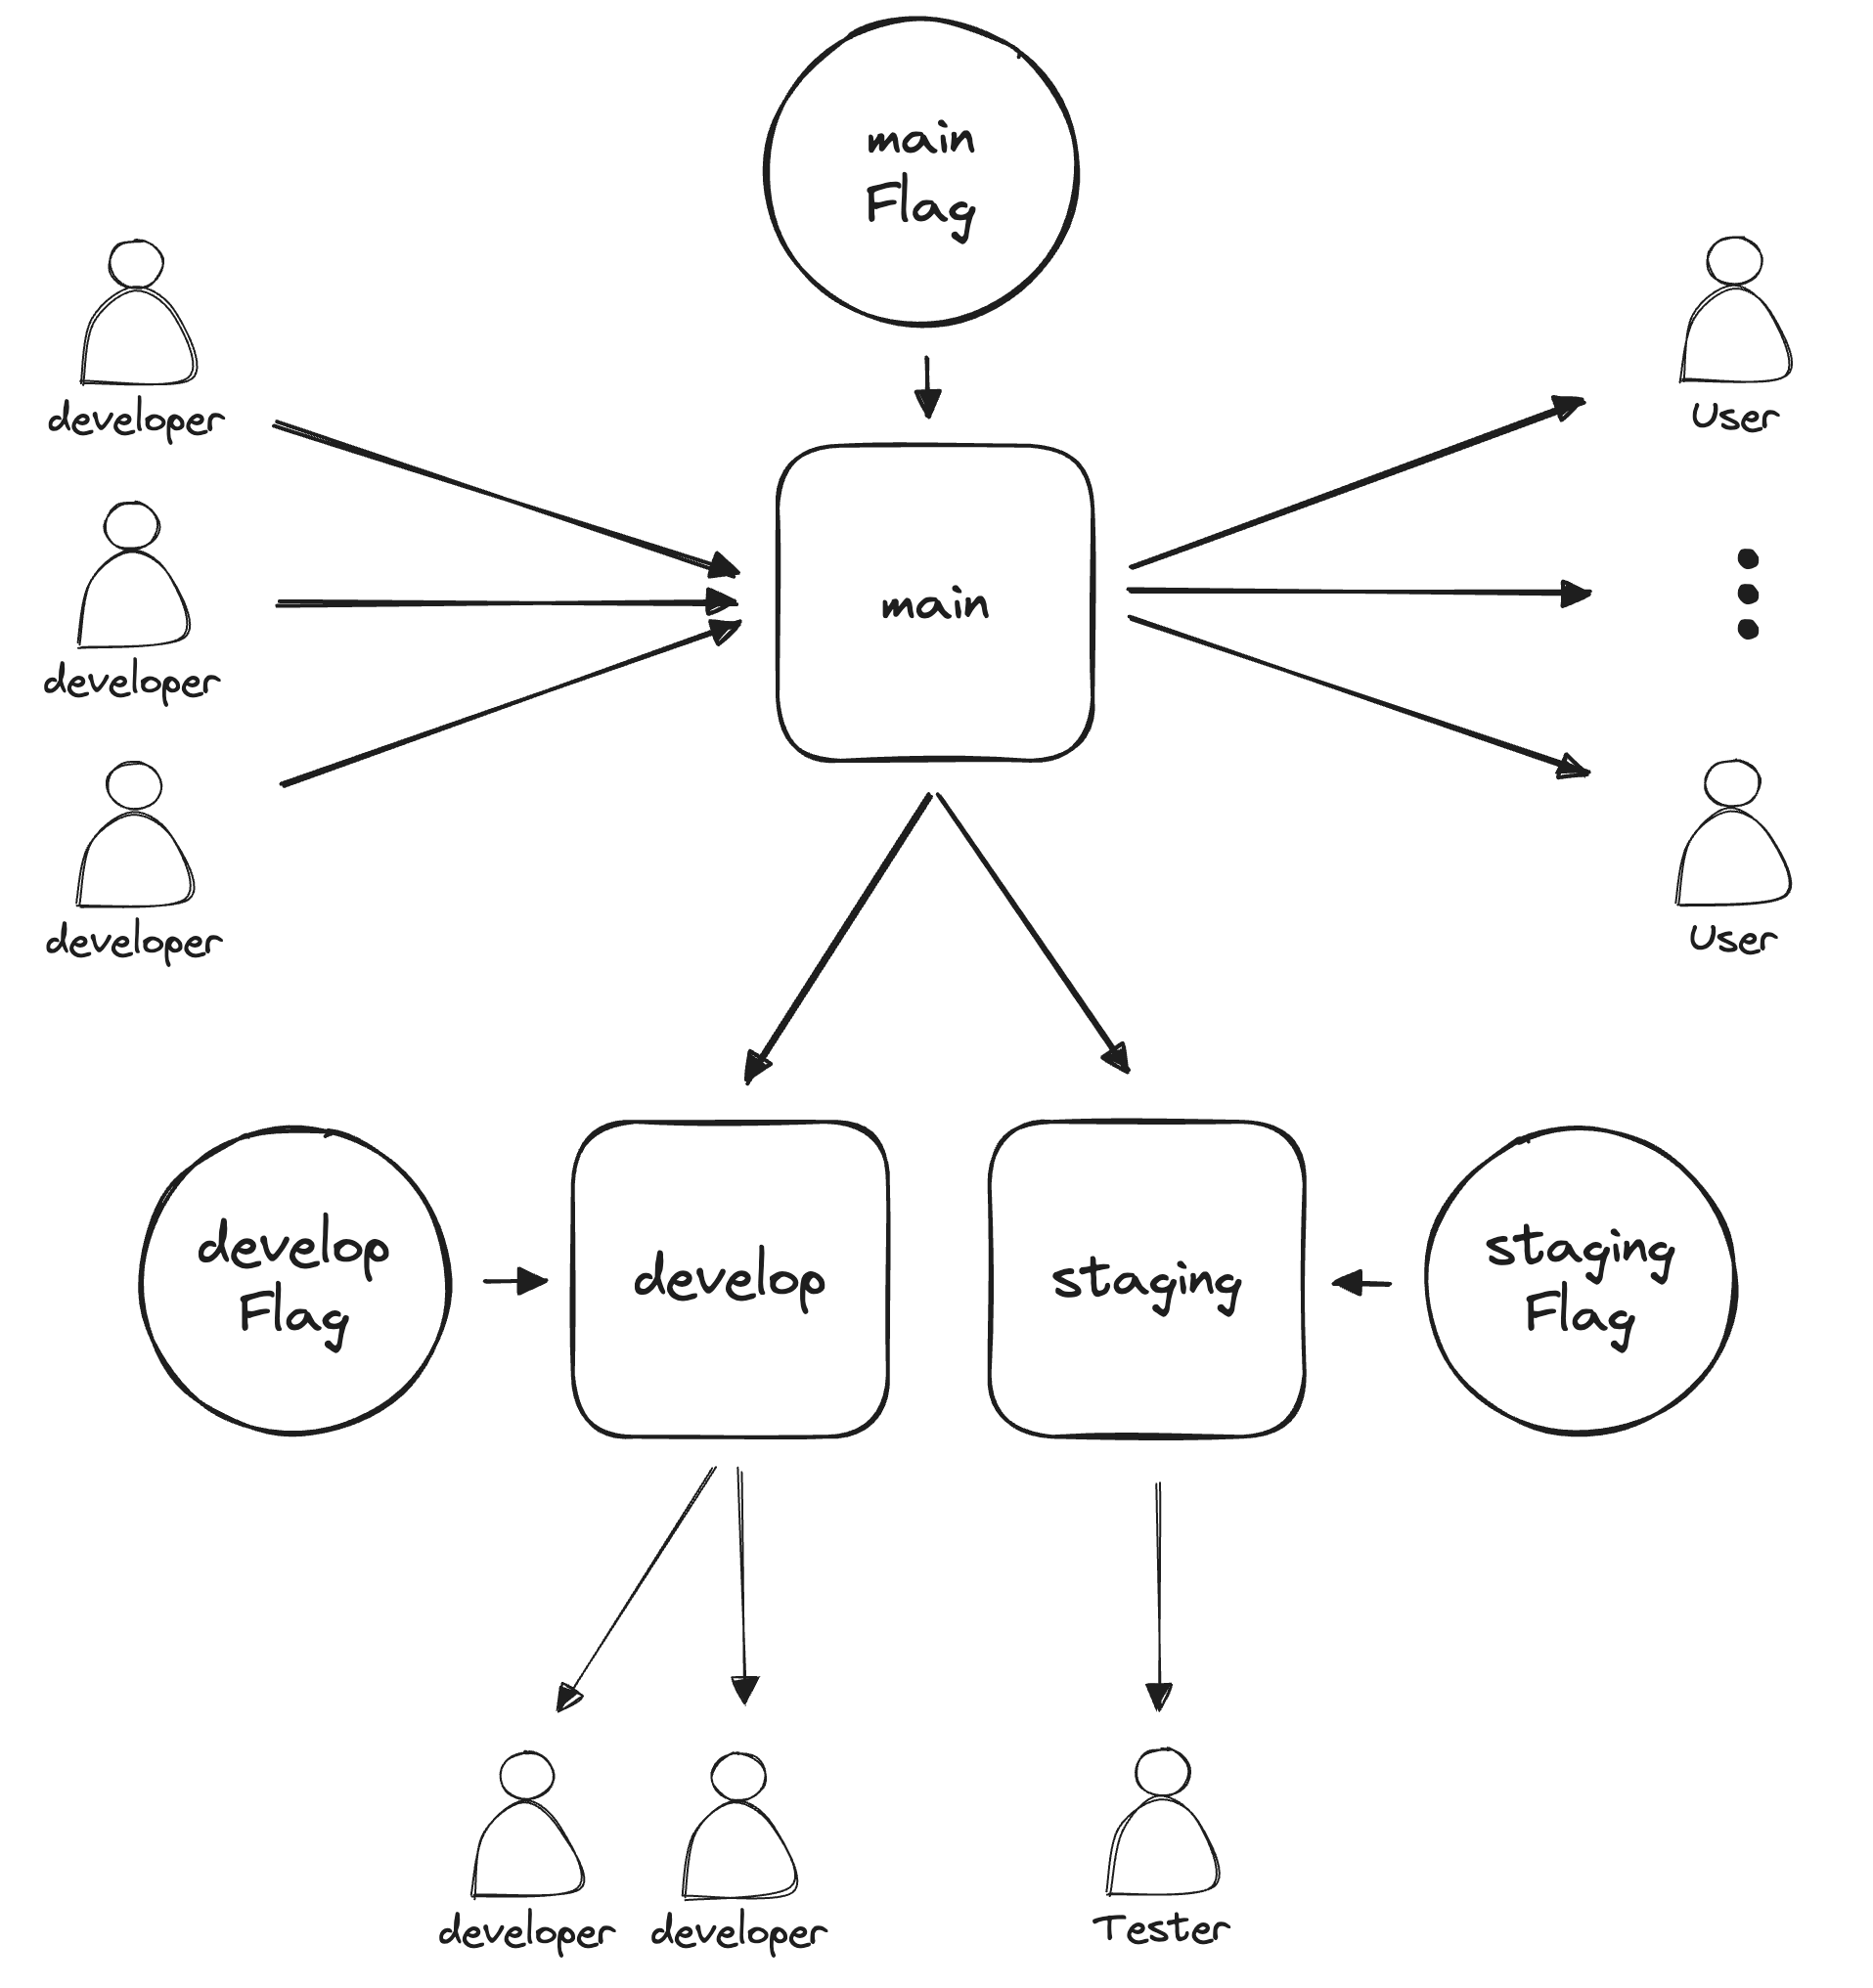 main
Flag
developer
User
developer
main
developer
User
develop
Flag
develop
staging
staging
Flag
developer
developer
Tester